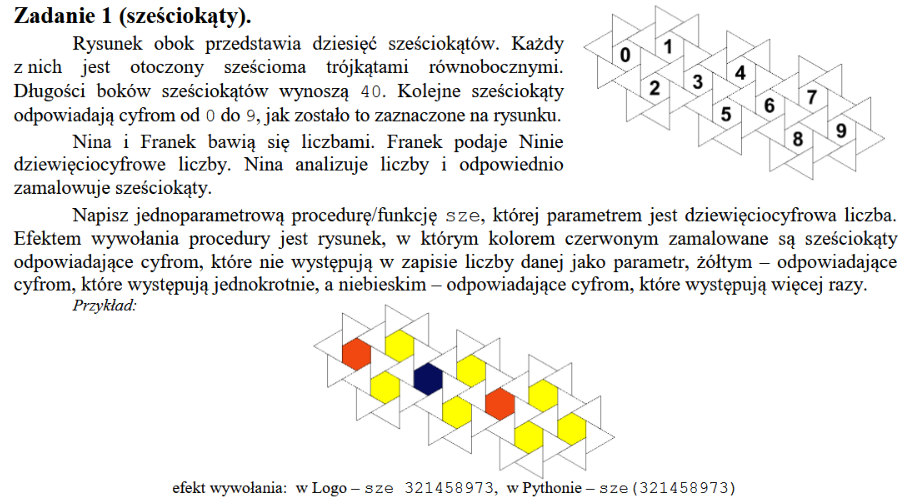 Zadanie 1 (sześciokąty).
Rysunek obok przedstawia dziesięć sześciokątów. Każdy
z nich jest otoczony sześcioma trójkątami równobocznymi.
Długości boków sześciokątów wynoszą 40. Kolejne sześciokąty
odpowiadają cyfrom od 0 do 9, jak zostało to zaznaczone na rysunku.
0 1 2 3 4 5 6 7 8 9
Nina i Franek bawią się liczbami. Franek podaje Ninie
dziewięciocyfrowe liczby. Nina analizuje liczby i odpowiednio
zamalowuje sześciokąty.
Napisz jednoparametrową procedurę/funkcję sze, której parametrem jest dziewięciocyfrowa liczba.
Efektem wywołania procedury jest rysunek, w którym kolorem czerwonym zamalowane są sześciokąty
odpowiadające cyfrom, które nie występują w zapisie liczby danej jako parametr, żółtym – odpowiadające
cyfrom, które występują jednokrotnie, a niebieskim – odpowiadające cyfrom, które występują więcej razy.
Przykład:
efekt wywołania: w Logo – sze 321458973, w Pythonie – sze(321458973)